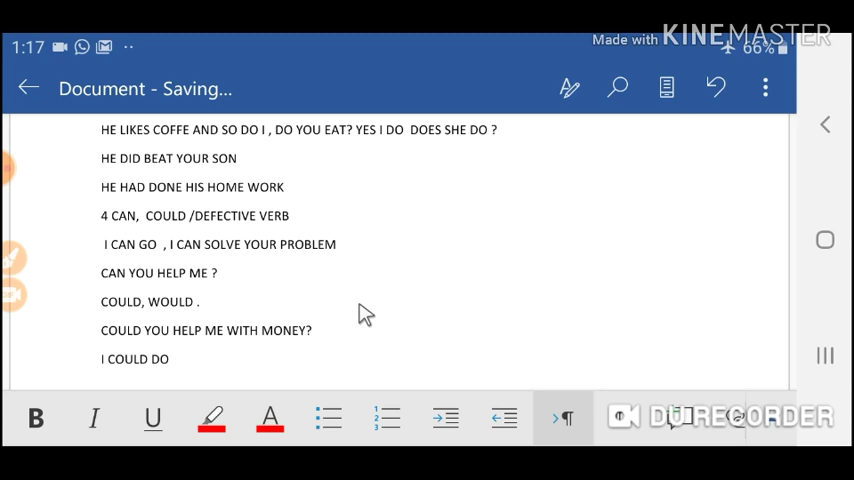 Made with KINEMASTER
1:17 66%
Document - Saving...
HE LIKES COFFE AND SO DO I , DO YOU EAT? YES I DO DOES SHE DO ?
HE DID BEAT YOUR SON
HE HAD DONE HIS HOME WORK
4 CAN, COULD /DEFECTIVE VERB
I CAN GO , I CAN SOLVE YOUR PROBLEM
CAN YOU HELP ME ?
COULD, WOULD .
COULD YOU HELP ME WITH MONEY?
I COULD DO
B I U A 1 2 3 ¶ ¶
DU RECORDER